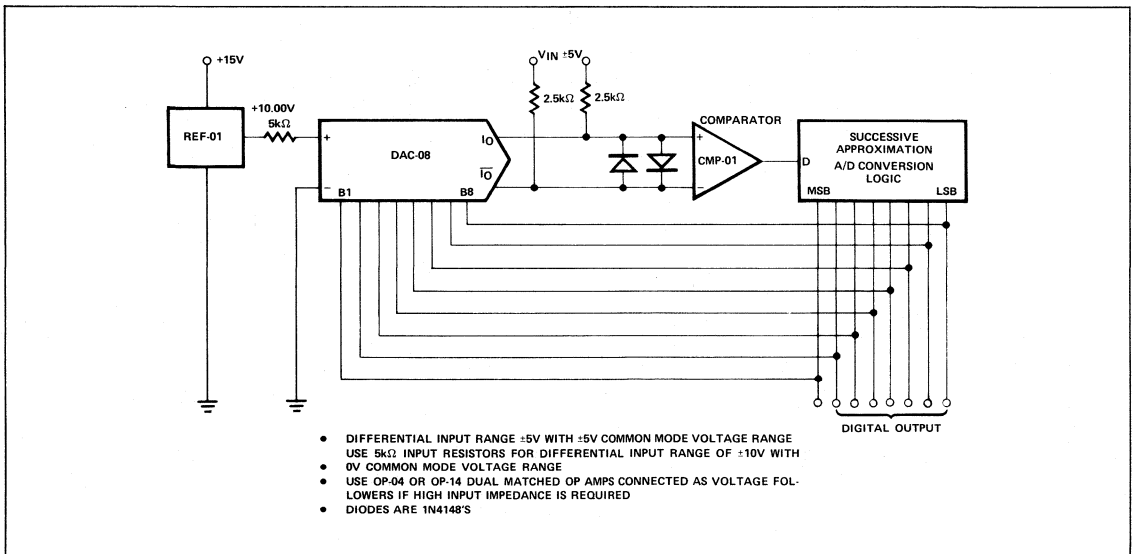 +15V
REF-01
+10.00V
5kΩ
+
−
DAC-08
IO
IO
B1
B8
VIN ±5V
2.5kΩ
2.5kΩ
COMPARATOR
+
CMP-01
−
SUCCESSIVE
APPROXIMATION
A/D CONVERSION
LOGIC
D
MSB
LSB
DIGITAL OUTPUT
• DIFFERENTIAL INPUT RANGE ±5V WITH ±5V COMMON MODE VOLTAGE RANGE
USE 5kΩ INPUT RESISTORS FOR DIFFERENTIAL INPUT RANGE OF ±10V WITH
• 0V COMMON MODE VOLTAGE RANGE
• USE OP-04 OR OP-14 DUAL MATCHED OP AMPS CONNECTED AS VOLTAGE FOL-
LOWERS IF HIGH INPUT IMPEDANCE IS REQUIRED
• DIODES ARE 1N4148'S